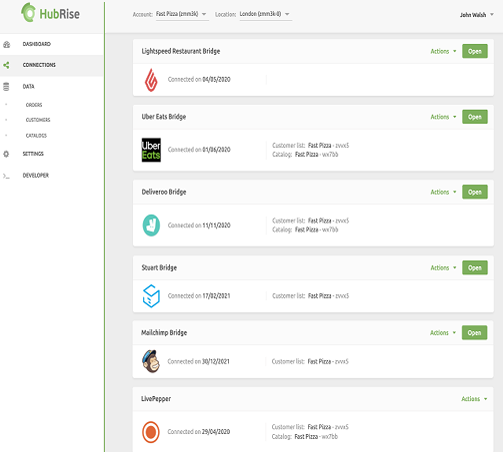 HubRise
Account: Fast Pizza (zmm3k) Location: London (zmm3k-0) John Walsh
DASHBOARD
CONNECTIONS
DATA
ORDERS
CUSTOMERS
CATALOGS
SETTINGS
DEVELOPER
Lightspeed Restaurant Bridge Actions Open
Connected on 04/05/2020
Uber Eats Bridge Actions Open
Uber
Eats
Connected on 01/06/2020
Customer list: Fast Pizza - zvvx5
Catalog: Fast Pizza - wx7bb
Deliveroo Bridge Actions Open
Connected on 11/11/2020
Customer list: Fast Pizza - zvvx5
Catalog: Fast Pizza - wx7bb
Stuart Bridge Actions Open
Connected on 17/02/2021 Customer list: Fast Pizza - zvvx5
Mailchimp Bridge Actions Open
Connected on 30/12/2021 Customer list: Fast Pizza - zvvx5
LivePepper Actions
Connected on 29/04/2020
Customer list: Fast Pizza - zvvx5
Catalog: Fast Pizza - wx7bb